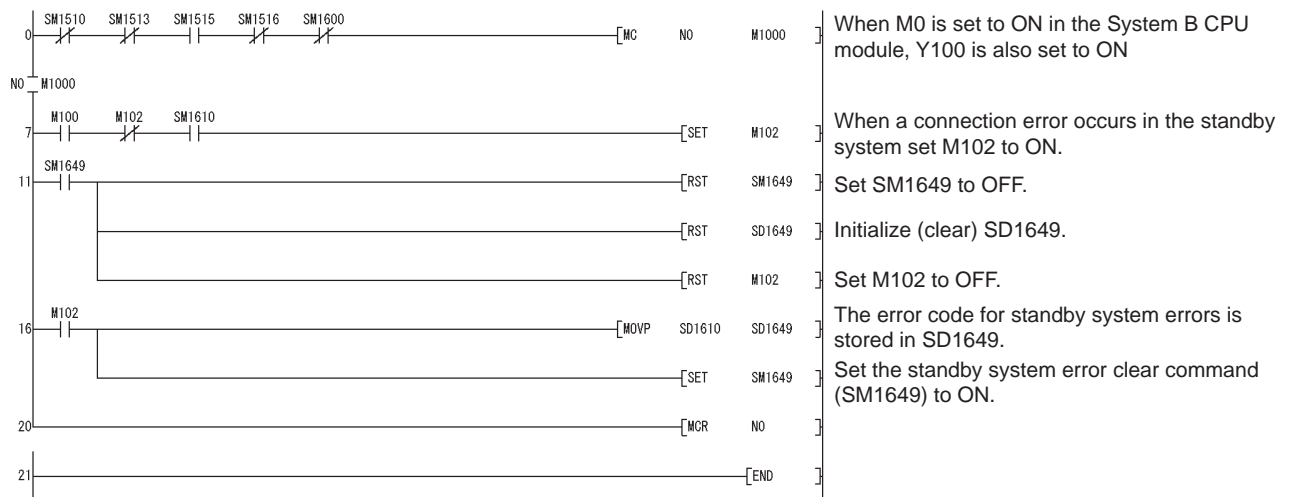 SM1510 SM1513 SM1515 SM1516 SM1600
0 MC N0 M1000
When M0 is set to ON in the System B CPU
module, Y100 is also set to ON
N0 M1000
M100 M102 SM1610
7 SET M102
When a connection error occurs in the standby
system set M102 to ON.
SM1649
11 RST SM1649
Set SM1649 to OFF.
RST SD1649
Initialize (clear) SD1649.
RST M102
Set M102 to OFF.
M102
16 MOVP SD1610 SD1649
The error code for standby system errors is
stored in SD1649.
SET SM1649
Set the standby system error clear command
(SM1649) to ON.
20 MCR N0
21 END